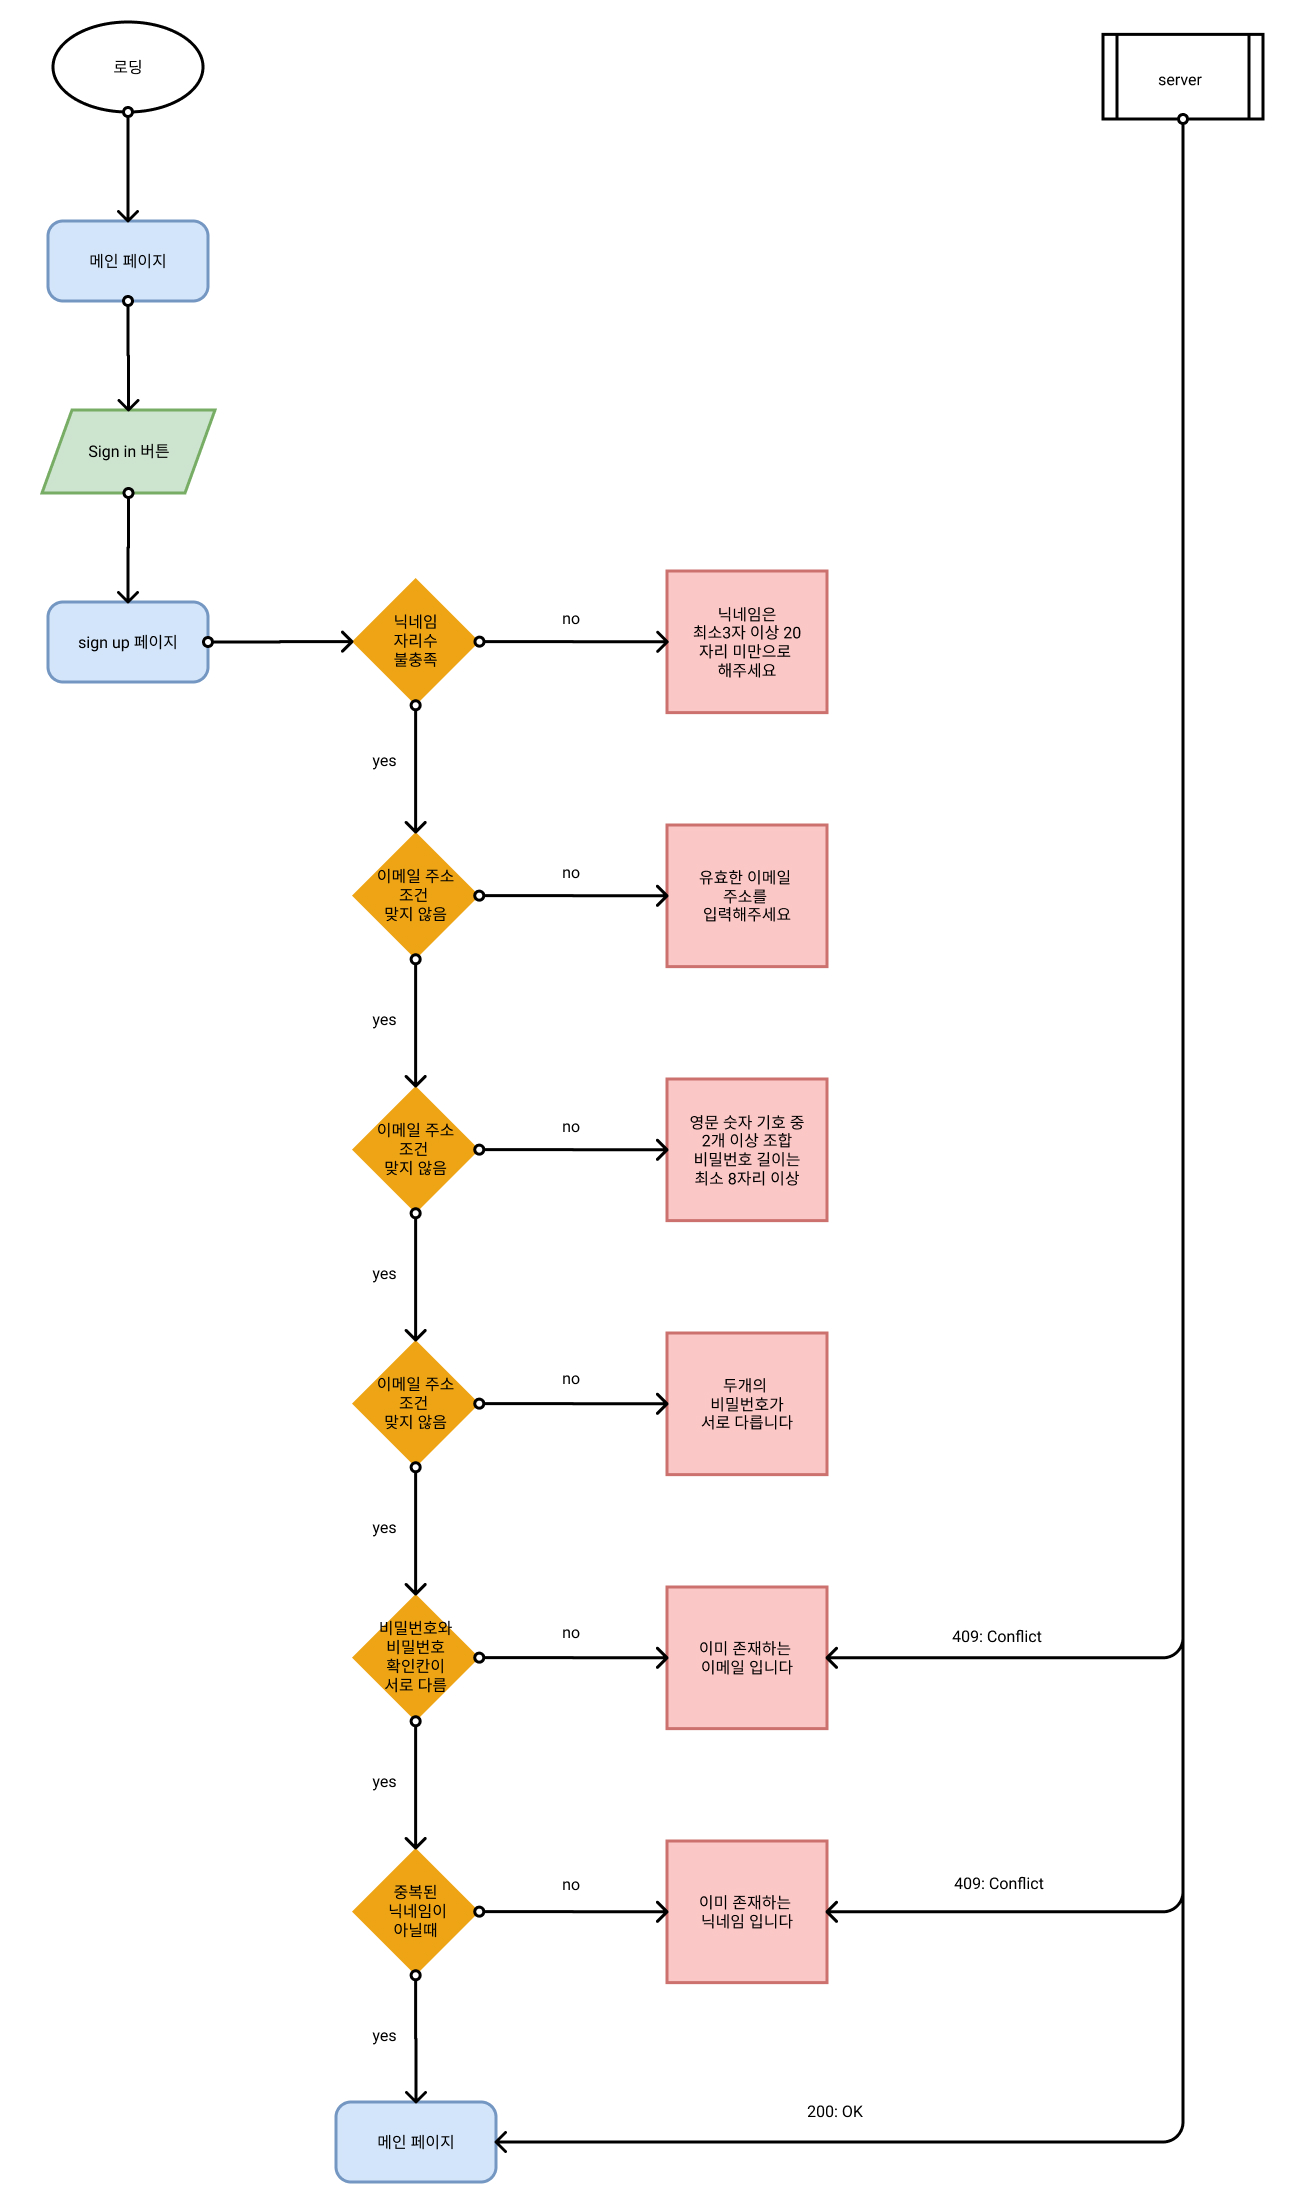 로딩
server
메인 페이지
Sign in 버튼
sign up 페이지
닉네임
자리수
불충족
no
닉네임은
최소3자 이상 20
자리 미만으로
해주세요
yes
이메일 주소
조건
맞지 않음
no
유효한 이메일
주소를
입력해주세요
yes
이메일 주소
조건
맞지 않음
no
영문 숫자 기호 중
2개 이상 조합
비밀번호 길이는
최소 8자리 이상
yes
이메일 주소
조건
맞지 않음
no
두개의
비밀번호가
서로 다릅니다
yes
비밀번호와
비밀번호
확인칸이
서로 다름
no
이미 존재하는
이메일 입니다
409: Conflict
yes
중복된
닉네임이
아닐때
no
이미 존재하는
닉네임 입니다
409: Conflict
yes
200: OK
메인 페이지